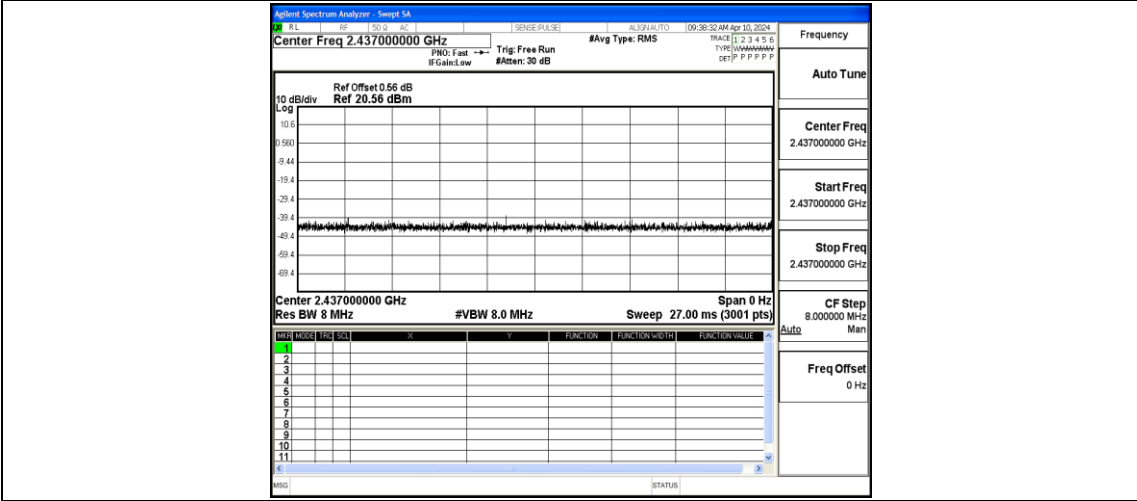 Agilent Spectrum Analyzer - Swept SA
RL RF 50 Ω AC SENSE:PULSE ALIGNAUTO 09:38:32 AM Apr 10, 2024
Center Freq 2.437000000 GHz
PNO: Fast
IFGain:Low
Trig: Free Run
#Atten: 30 dB
#Avg Type: RMS
TRACE 1 2 3 4 5 6
TYPE
DET P P P P P P
Ref Offset 0.56 dB
10 dB/div Ref 20.56 dBm
Log
10.6
0.560
-9.44
-19.4
-29.4
-39.4
-49.4
-59.4
-69.4
Center 2.437000000 GHz Span 0 Hz
Res BW 8 MHz #VBW 8.0 MHz Sweep 27.00 ms (3001 pts)
MKR MODE TRC SCL X Y FUNCTION FUNCTION WIDTH FUNCTION VALUE
1
2
3
4
5
6
7
8
9
10
11
MSG STATUS
Frequency
Auto Tune
Center Freq
2.437000000 GHz
Start Freq
2.437000000 GHz
Stop Freq
2.437000000 GHz
CF Step
8.000000 MHz
Auto Man
Freq Offset
0 Hz